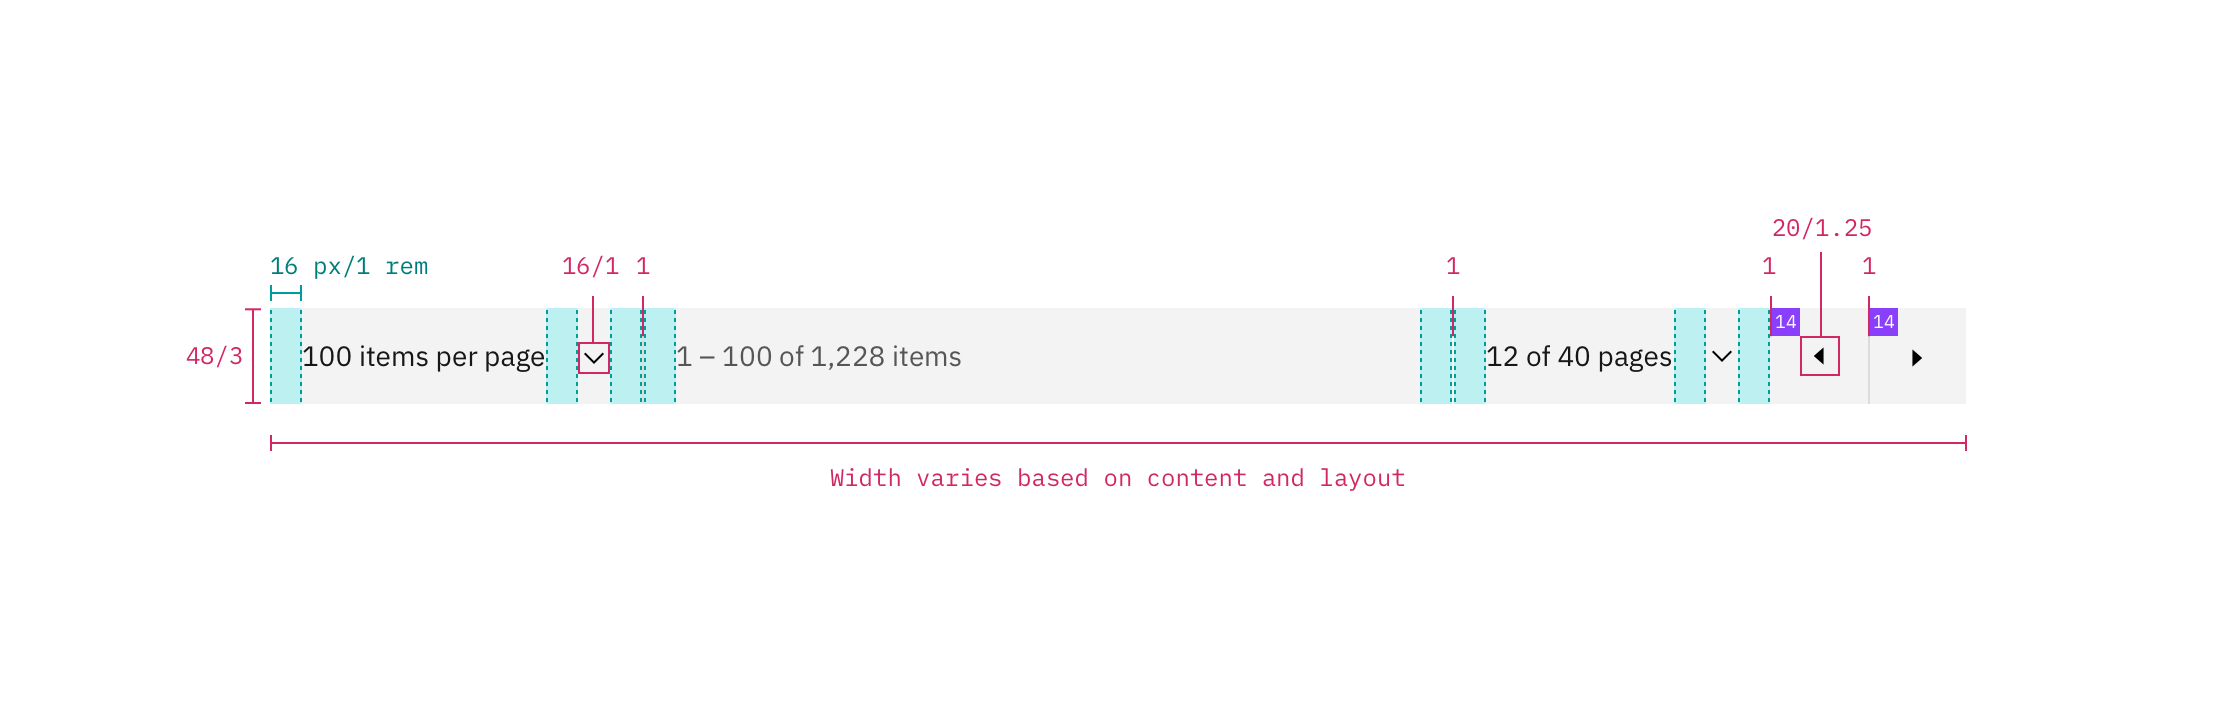 20/1.25
16 px/1 rem 16/1 1 1 1 1
14 14
48/3 100 items per page 1 – 100 of 1,228 items 12 of 40 pages
Width varies based on content and layout